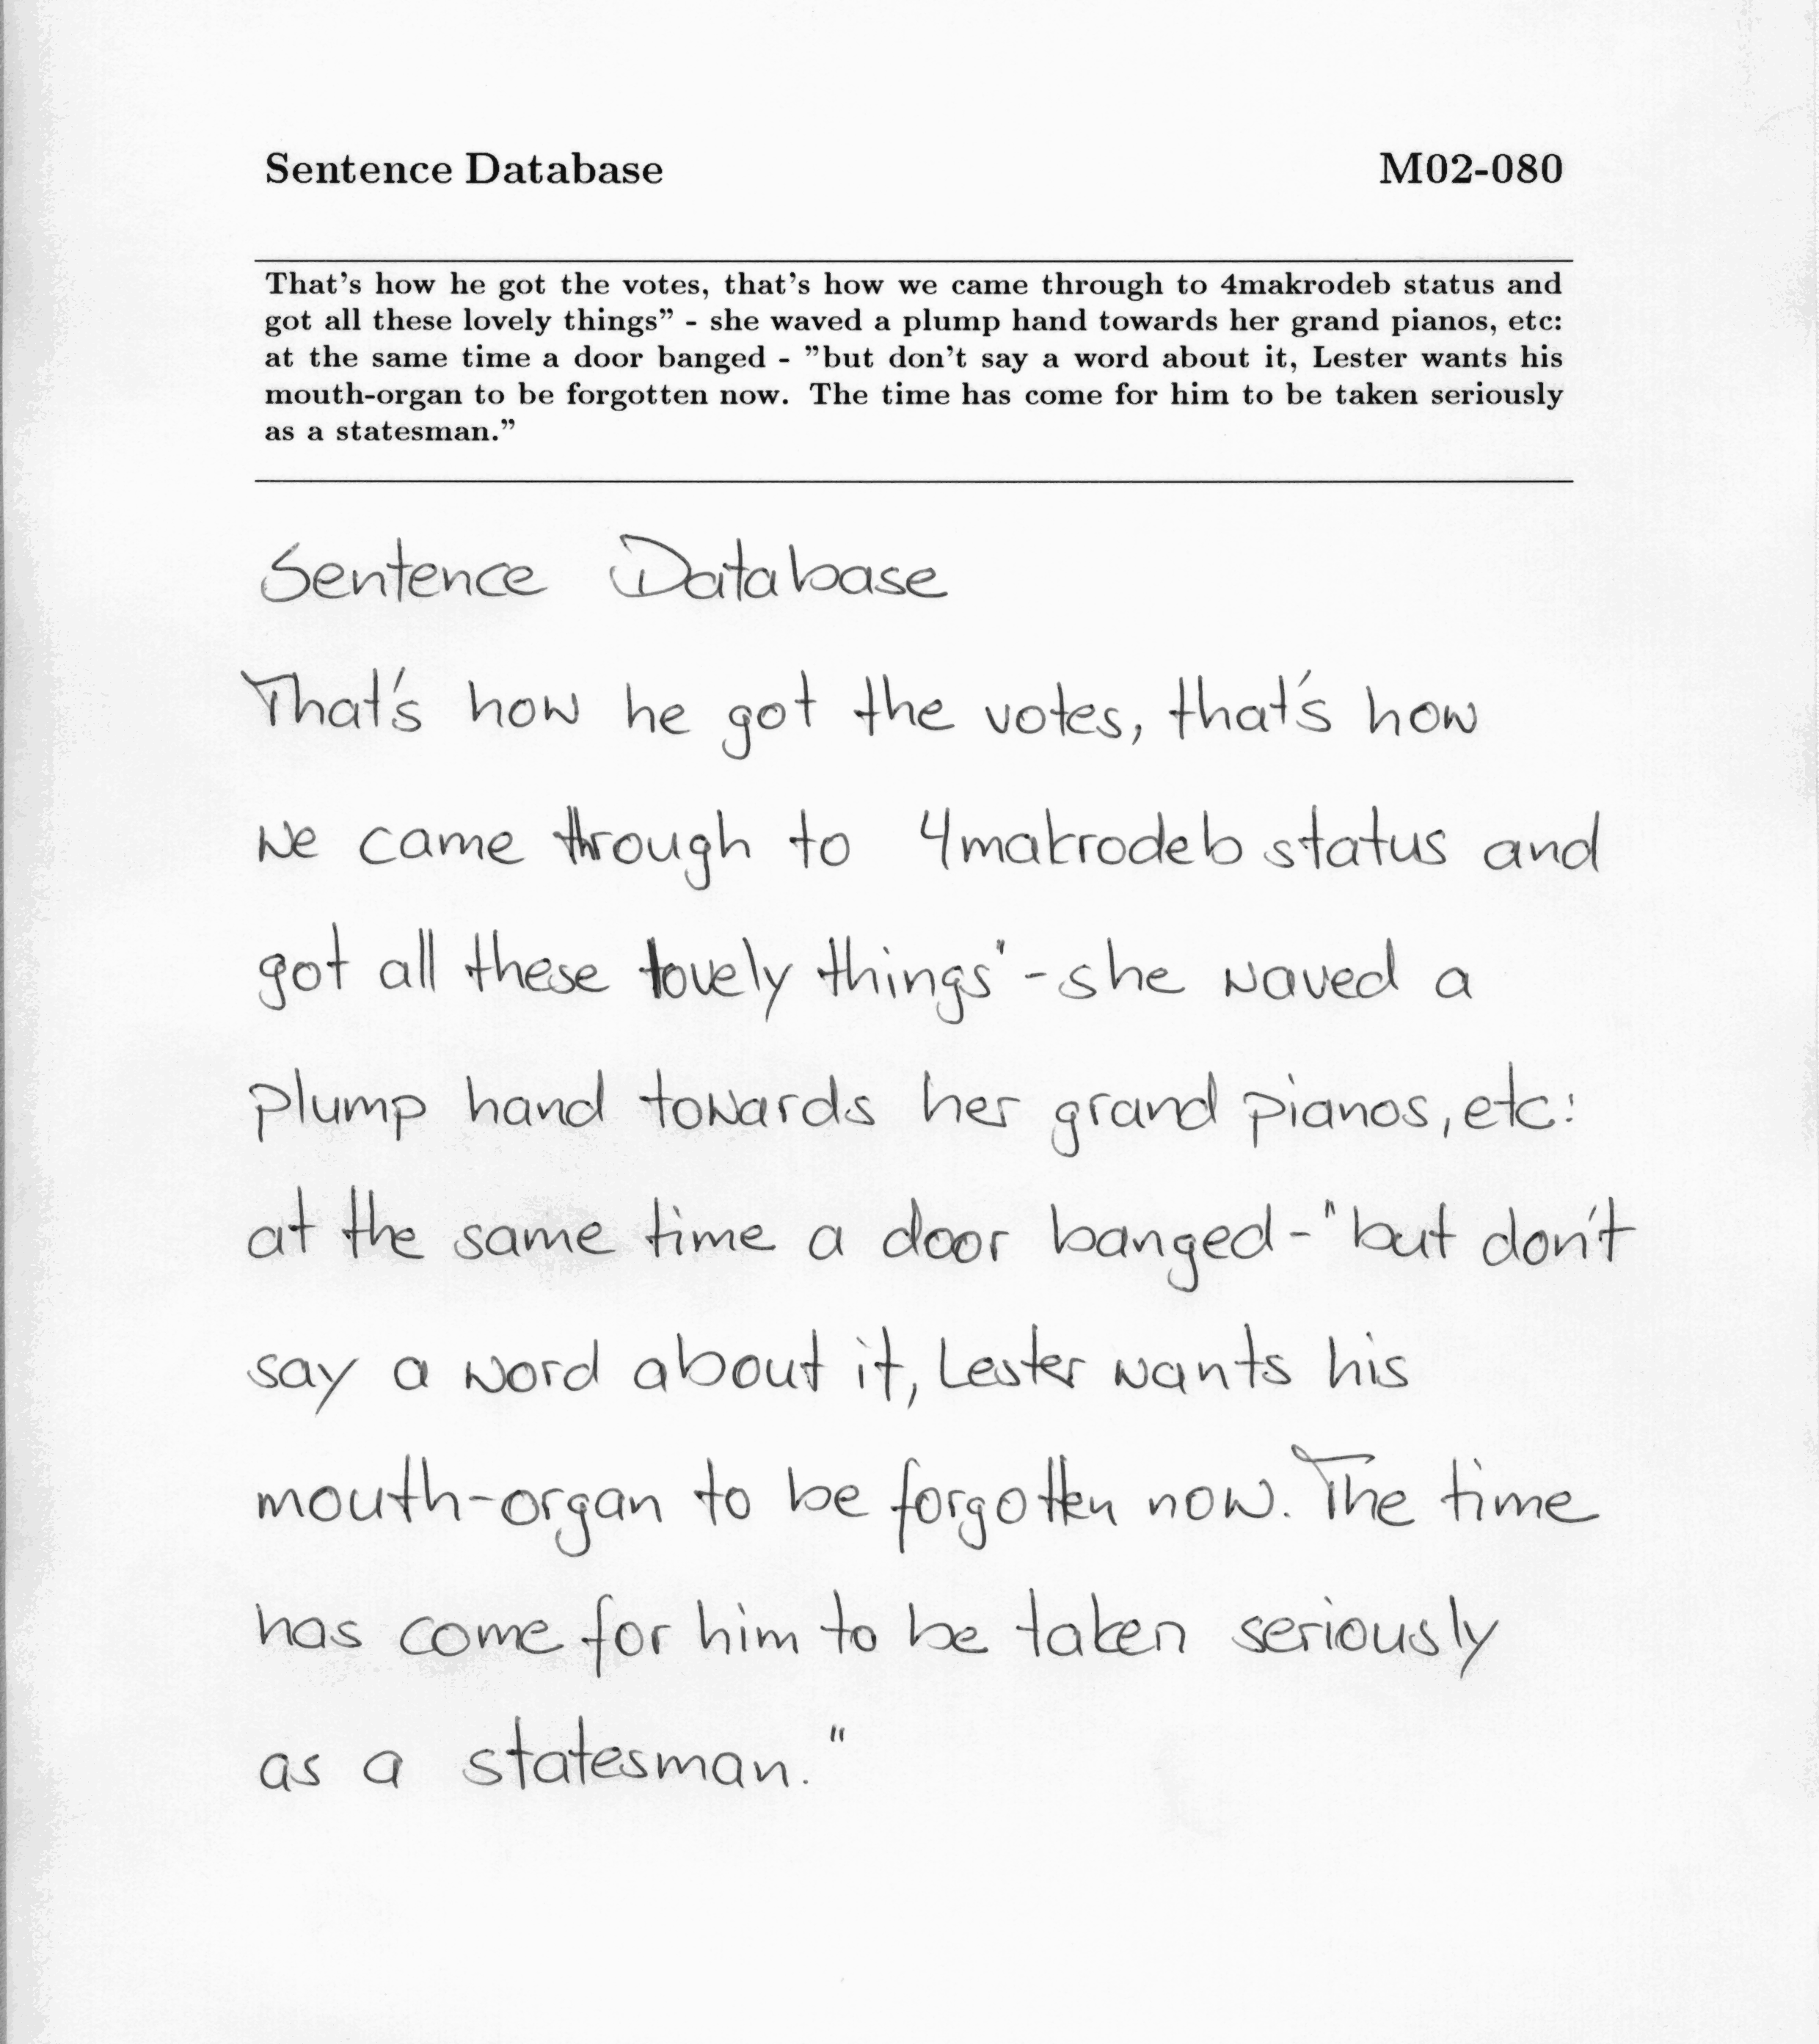 Sentence Database M02-080
That's how he got the votes, that's how we came through to 4makrodeb status and
got all these lovely things” - she waved a plump hand towards her grand pianos, etc:
at the same time a door banged - ”but don't say a word about it, Lester wants his
mouth-organ to be forgotten now. The time has come for him to be taken seriously
as a statesman.”
Sentence Database
That's how he got the votes, that's how
we came through to 4makrodeb status and
got all these lovely things" - she waved a
plump hand towards her grand pianos, etc:
at the same time a door banged - "but don't
say a word about it, Lester wants his
mouth-organ to be forgotten now. The time
has come for him to be taken seriously
as a statesman."